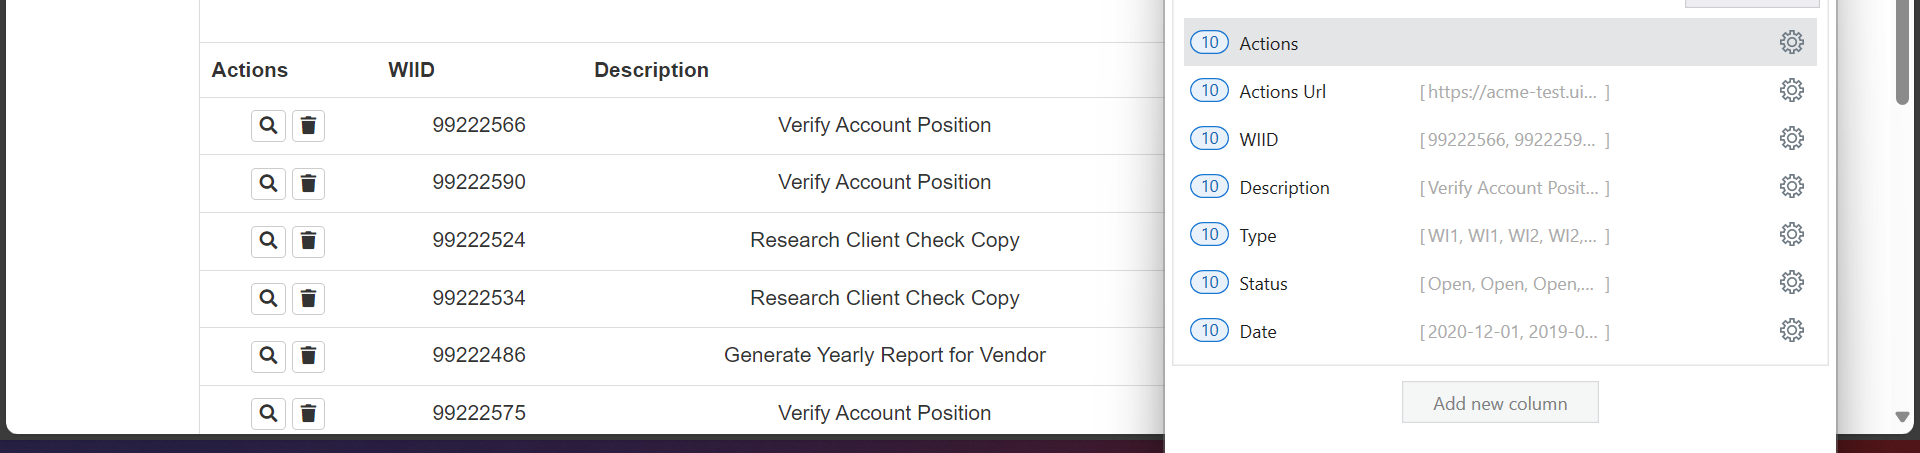 Actions WIID Description
99222566 Verify Account Position
99222590 Verify Account Position
99222524 Research Client Check Copy
99222534 Research Client Check Copy
99222486 Generate Yearly Report for Vendor
99222575 Verify Account Position
10 Actions
10 Actions Url [ https://acme-test.ui... ]
10 WIID [ 99222566, 9922259... ]
10 Description [ Verify Account Posit... ]
10 Type [ WI1, WI1, WI2, WI2,... ]
10 Status [ Open, Open, Open,... ]
10 Date [ 2020-12-01, 2019-0... ]
Add new column